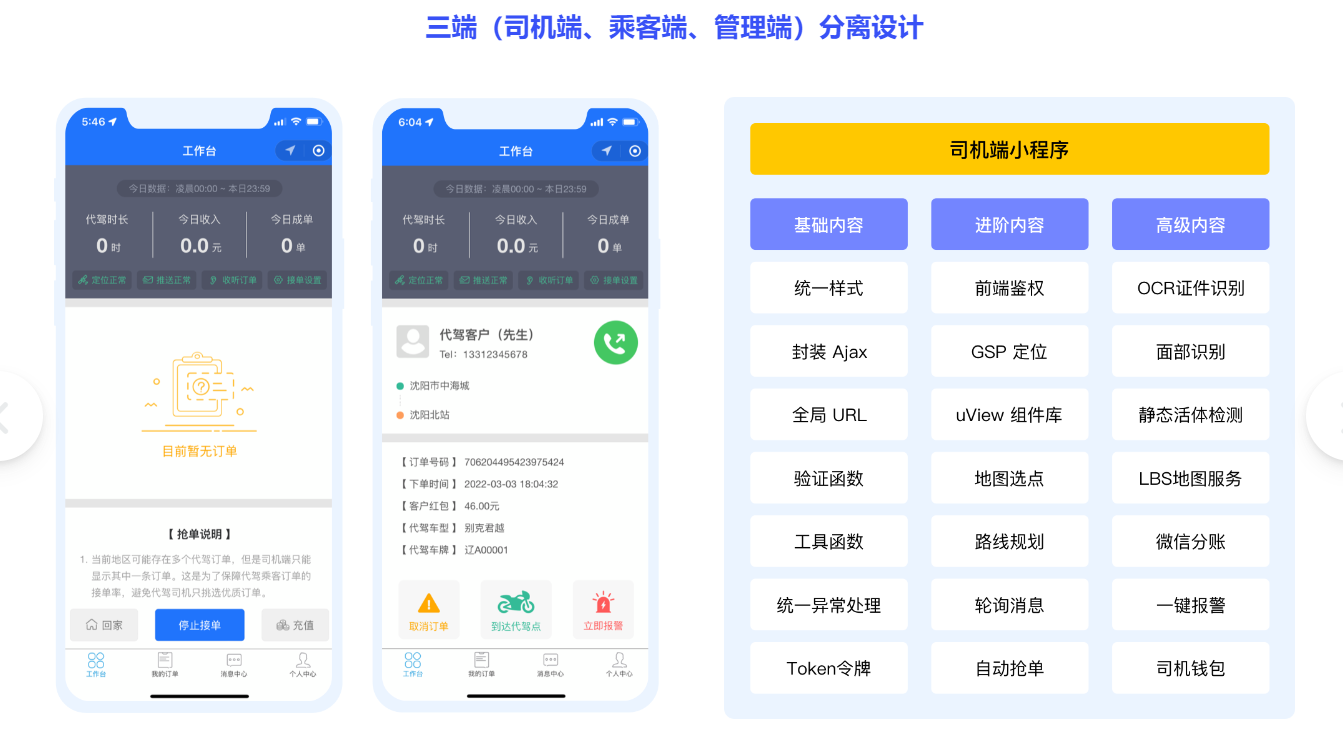 三端（司机端、乘客端、管理端）分离设计
5:46
工作台
今日数据：凌晨00:00 ~ 本日23:59
代驾时长 今日收入 今日成单
0 时 0.0 元 0 单
定位正常 推送正常 收听订单 接单设置
目前暂无订单
【 抢单说明 】
1. 当前地区可能存在多个代驾订单，但是司机端只能
显示其中一条订单。这是为了保障代驾乘客订单的
接单率，避免代驾司机只挑选优质订单。
回家 停止接单 充值
工作台 我的订单 消息中心 个人中心
6:04
工作台
今日数据：凌晨00:00 ~ 本日23:59
代驾时长 今日收入 今日成单
0 时 0.0 元 0 单
定位正常 推送正常 收听订单 接单设置
代驾客户（先生）
Tel：13312345678
沈阳市中海城
沈阳北站
【 订单号码 】 706204495423975424
【 下单时间 】 2022-03-03 18:04:32
【 客户红包 】 46.00元
【 代驾车型 】 别克君越
【 代驾车牌 】 辽A00001
取消订单 到达代驾点 立即报警
工作台 我的订单 消息中心 个人中心
司机端小程序
基础内容 进阶内容 高级内容
统一样式 前端鉴权 OCR证件识别
封装 Ajax GSP 定位 面部识别
全局 URL uView 组件库 静态活体检测
验证函数 地图选点 LBS地图服务
工具函数 路线规划 微信分账
统一异常处理 轮询消息 一键报警
Token令牌 自动抢单 司机钱包